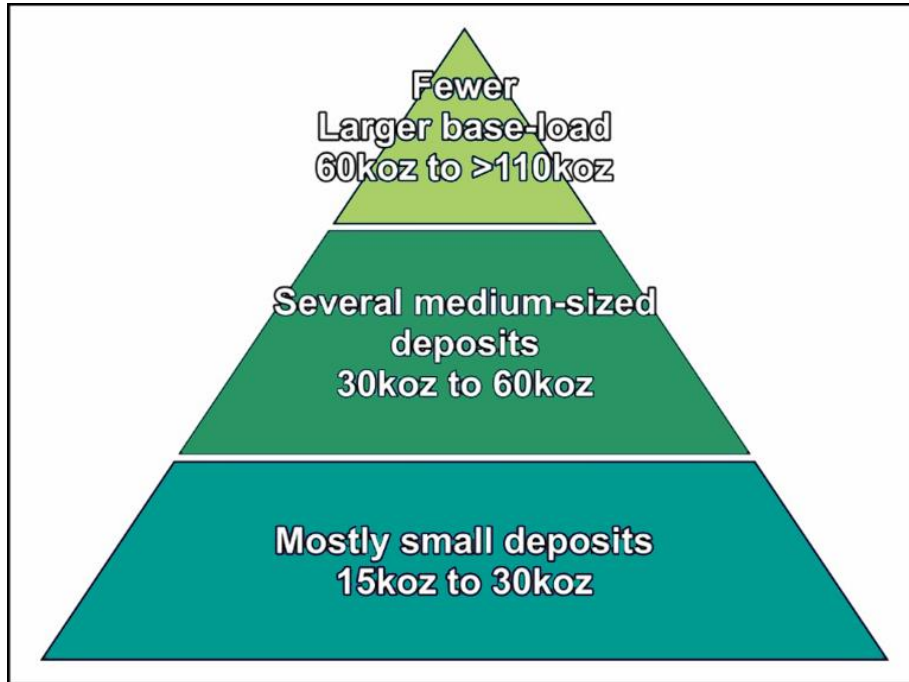 Fewer
Larger base-load
60koz to >110koz
Several medium-sized
deposits
30koz to 60koz
Mostly small deposits
15koz to 30koz